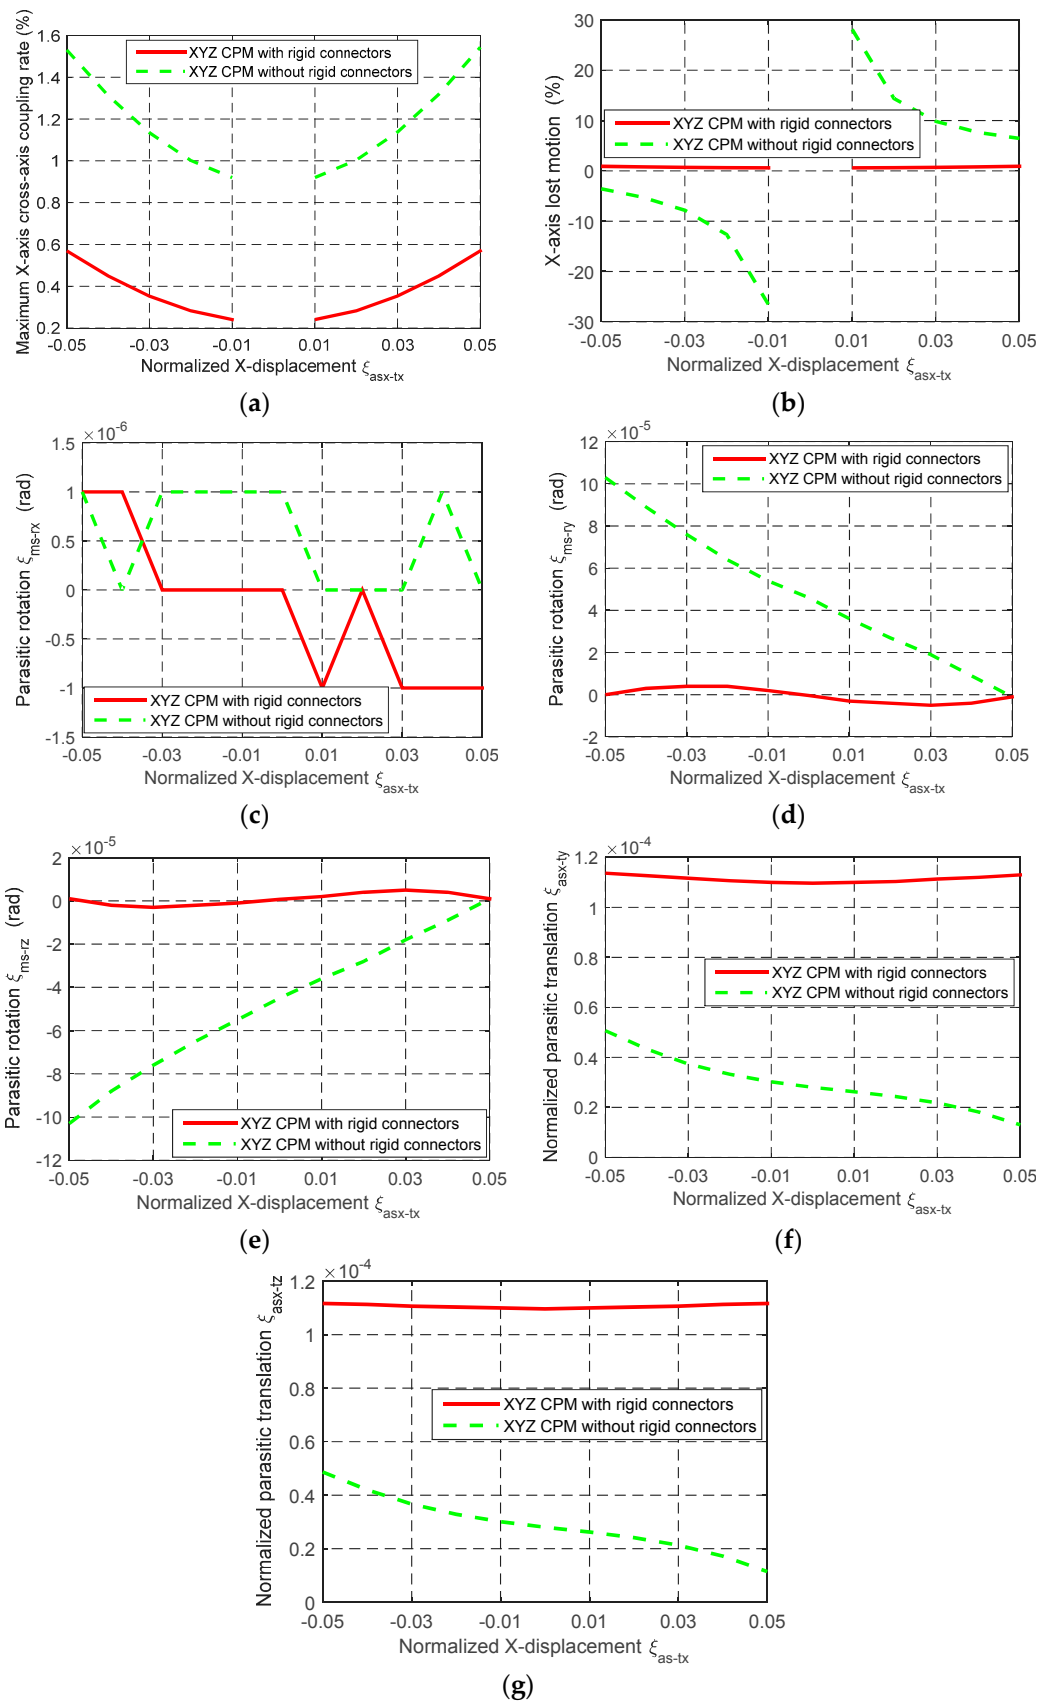 Maximum X-axis cross-axis coupling rate (%)
1.6
1.4
1.2
1
0.8
0.6
0.4
0.2
XYZ CPM with rigid connectors
XYZ CPM without rigid connectors
-0.05 -0.03 -0.01 0.01 0.03 0.05
Normalized X-displacement ξasx-tx
(a)
X-axis lost motion (%)
30
20
10
0
-10
-20
-30
XYZ CPM with rigid connectors
XYZ CPM without rigid connectors
-0.05 -0.03 -0.01 0.01 0.03 0.05
Normalized X-displacement ξasx-tx
(b)
×10-6
Parasitic rotation ξms-rx (rad)
1.5
1
0.5
0
-0.5
-1
-1.5
XYZ CPM with rigid connectors
XYZ CPM without rigid connectors
-0.05 -0.03 -0.01 0.01 0.03 0.05
Normalized X-displacement ξasx-tx
(c)
×10-5
Parasitic rotation ξms-ry (rad)
12
10
8
6
4
2
0
-2
XYZ CPM with rigid connectors
XYZ CPM without rigid connectors
-0.05 -0.03 -0.01 0.01 0.03 0.05
Normalized X-displacement ξasx-tx
(d)
×10-5
Parasitic rotation ξms-rz (rad)
2
0
-2
-4
-6
-8
-10
-12
XYZ CPM with rigid connectors
XYZ CPM without rigid connectors
-0.05 -0.03 -0.01 0.01 0.03 0.05
Normalized X-displacement ξasx-tx
(e)
×10-4
Normalized parasitic translation ξasx-ty
1.2
1
0.8
0.6
0.4
0.2
0
XYZ CPM with rigid connectors
XYZ CPM without rigid connectors
-0.05 -0.03 -0.01 0.01 0.03 0.05
Normalized X-displacement ξasx-tx
(f)
×10-4
Normalized parasitic translation ξasx-tz
1.2
1
0.8
0.6
0.4
0.2
0
XYZ CPM with rigid connectors
XYZ CPM without rigid connectors
-0.05 -0.03 -0.01 0.01 0.03 0.05
Normalized X-displacement ξas-tx
(g)